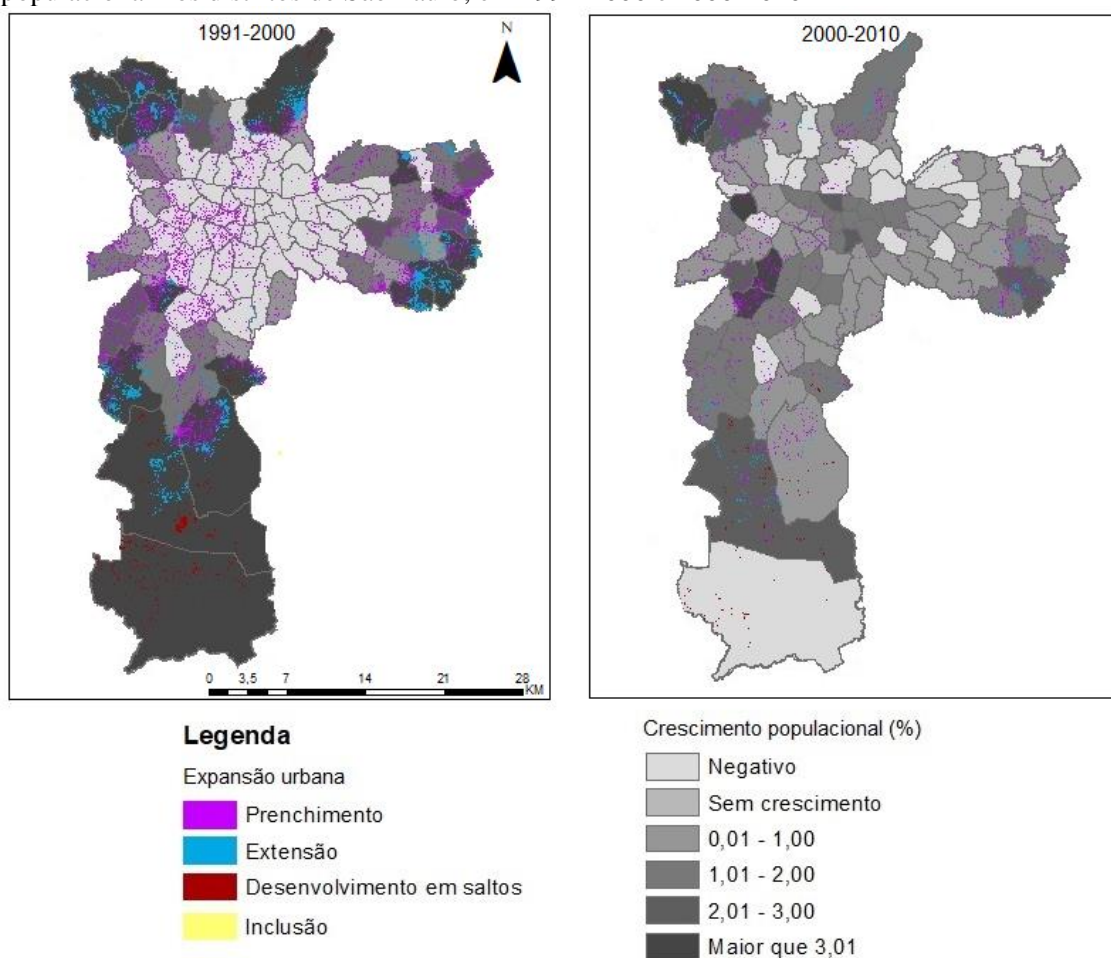 1991-2000
N
2000-2010
0 3,5 7 14 21 28
KM
Legenda
Expansão urbana
Prenchimento
Extensão
Desenvolvimento em saltos
Inclusão
Crescimento populacional (%)
Negativo
Sem crescimento
0,01 - 1,00
1,01 - 2,00
2,01 - 3,00
Maior que 3,01